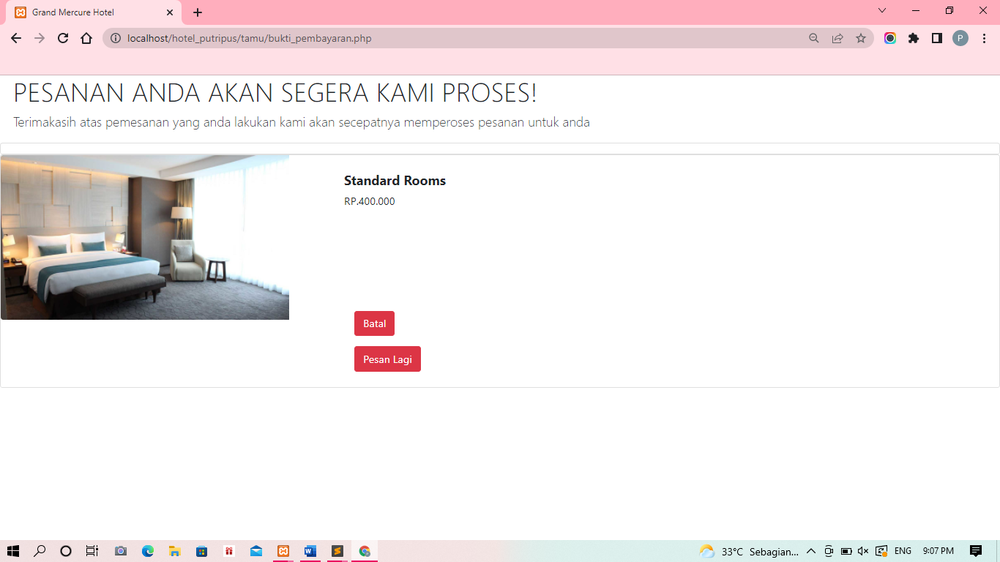 Grand Mercure Hotel
localhost/hotel_putripus/tamu/bukti_pembayaran.php
P
PESANAN ANDA AKAN SEGERA KAMI PROSES!
Terimakasih atas pemesanan yang anda lakukan kami akan secepatnya memperoses pesanan untuk anda
Standard Rooms
RP.400.000
Batal
Pesan Lagi
33°C Sebagian... ENG 9:07 PM